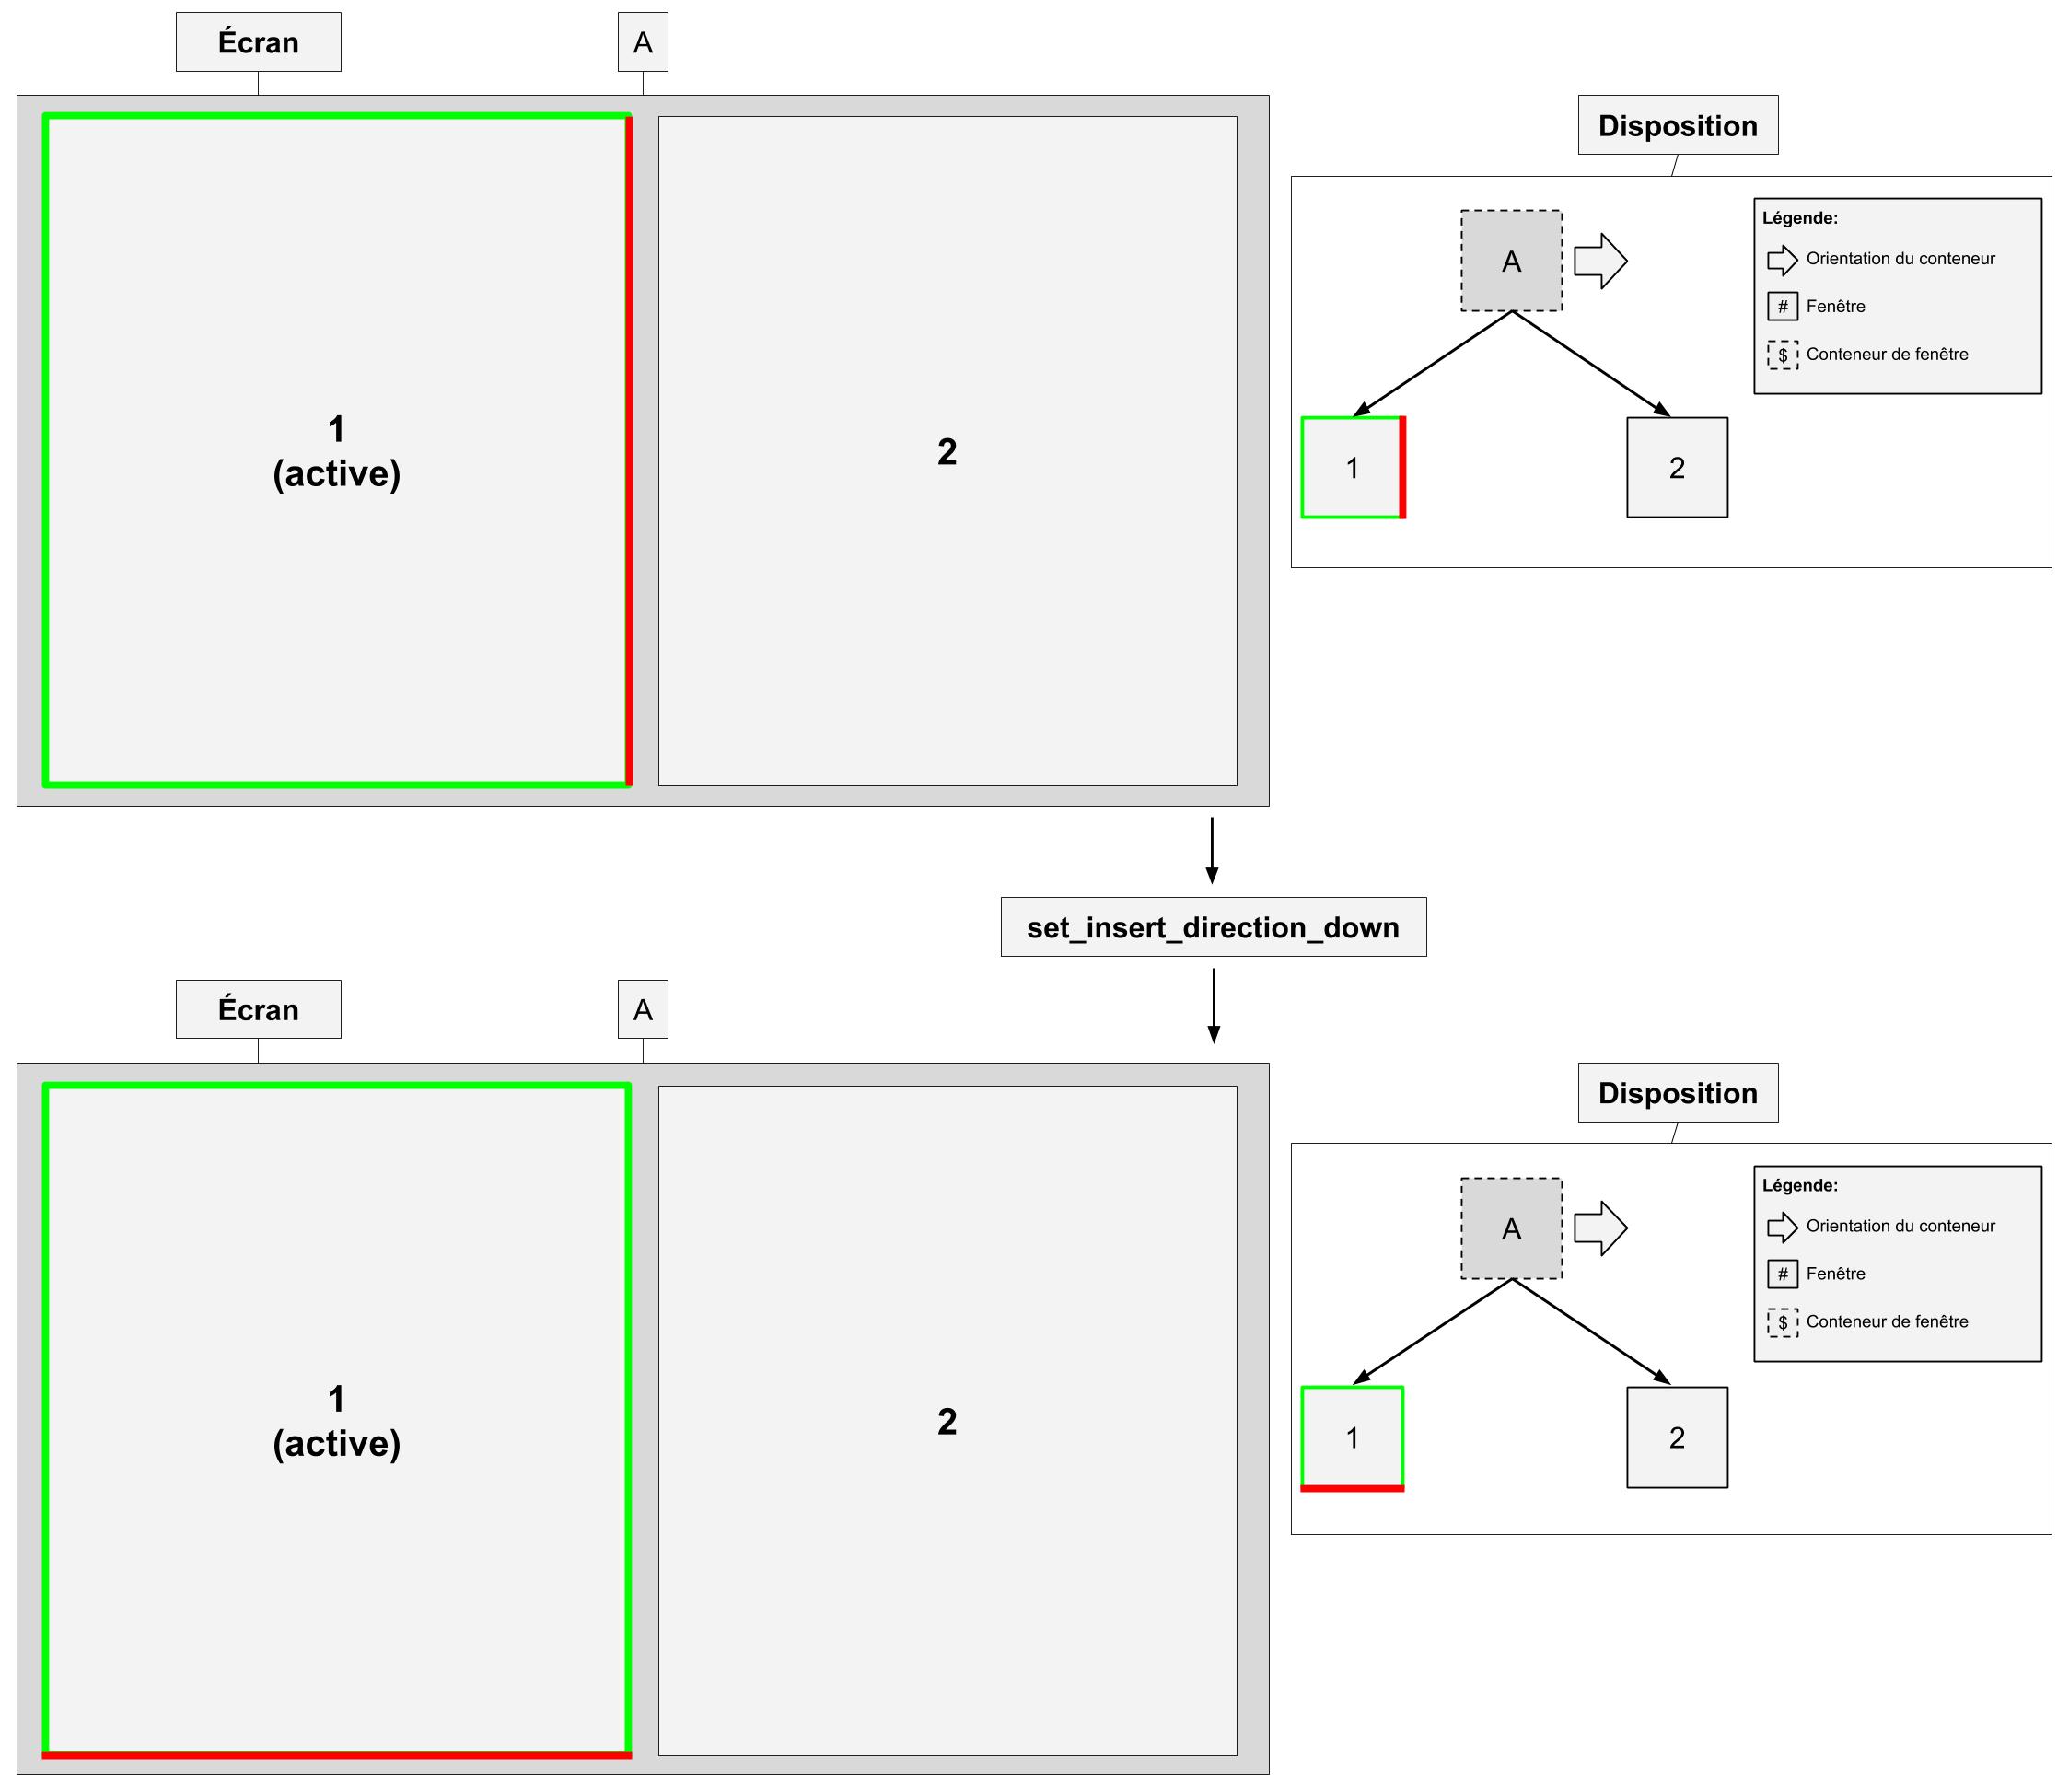 Écran
A
1
(active)
2
Disposition
A
1
2
Légende:
Orientation du conteneur
# Fenêtre
$ Conteneur de fenêtre
set_insert_direction_down
Écran
A
1
(active)
2
Disposition
A
1
2
Légende:
Orientation du conteneur
# Fenêtre
$ Conteneur de fenêtre